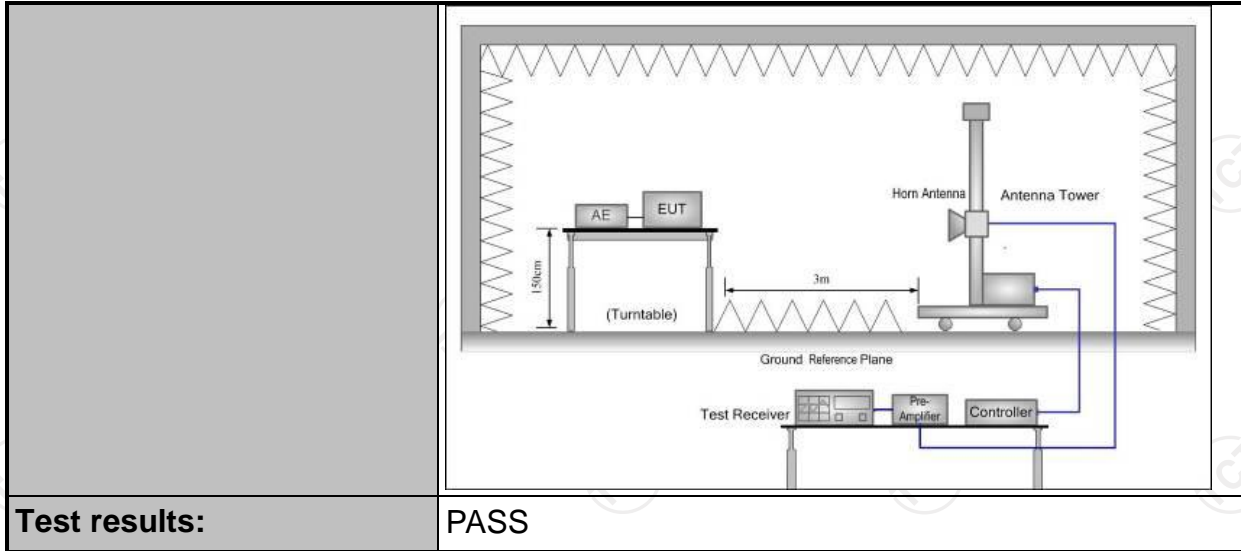 Horn Antenna
Antenna Tower
AE
EUT
150cm
3m
(Turntable)
Ground Reference Plane
Test Receiver
Pre-
Amplifier
Controller
Test results:
PASS